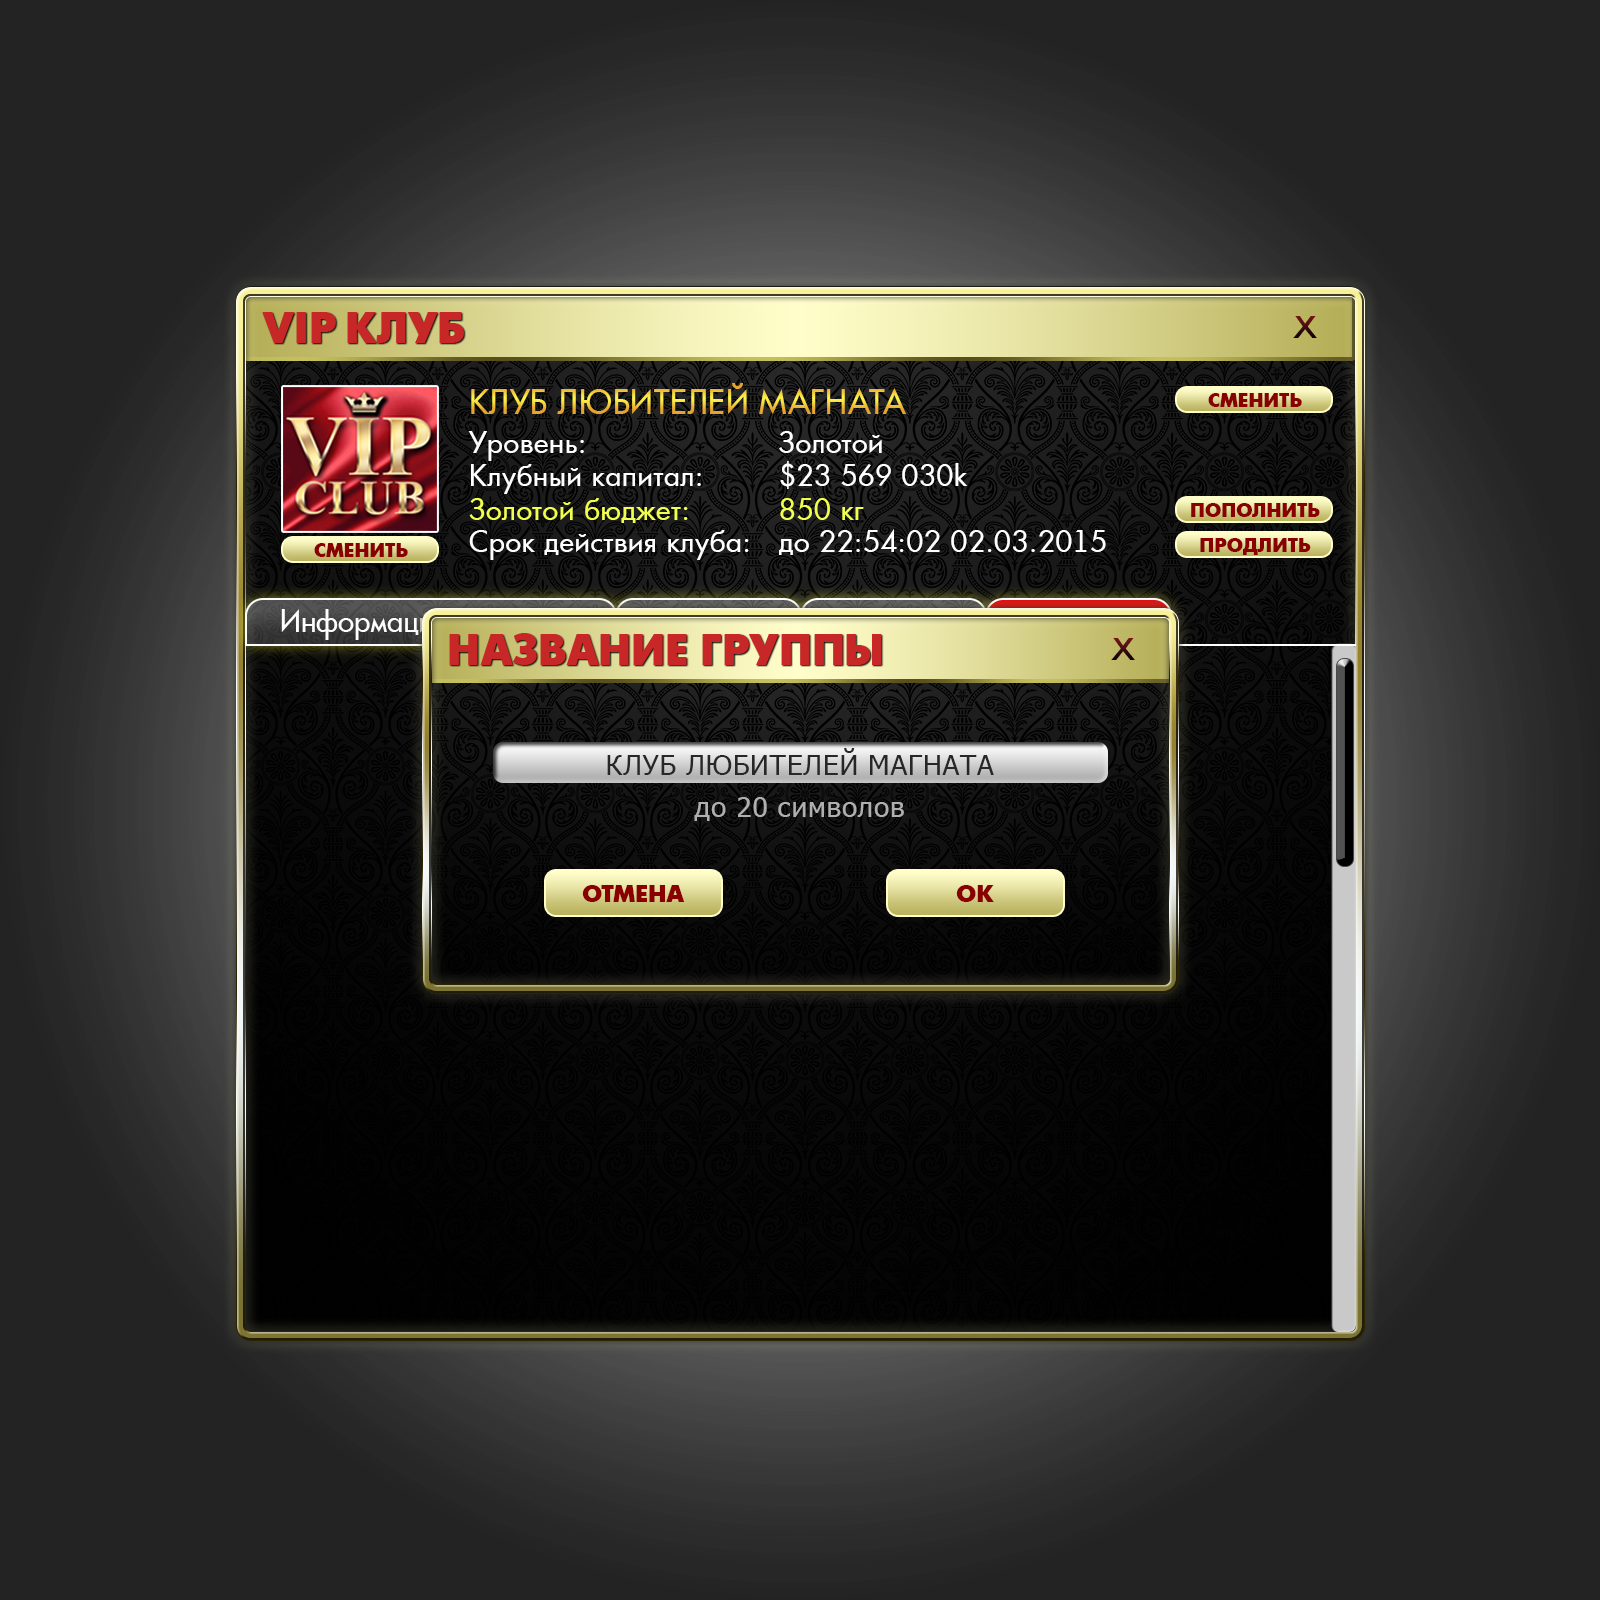 VIP КЛУБ
X
VIP
CLUB
СМЕНИТЬ
КЛУБ ЛЮБИТЕЛЕЙ МАГНАТА
СМЕНИТЬ
Уровень: Золотой
Клубный капитал: $23 569 030k
Золотой бюджет: 850 кг
ПОПОЛНИТЬ
Срок действия клуба: до 22:54:02 02.03.2015
ПРОДЛИТЬ
Информац
НАЗВАНИЕ ГРУППЫ
X
КЛУБ ЛЮБИТЕЛЕЙ МАГНАТА
до 20 символов
ОТМЕНА
ОК